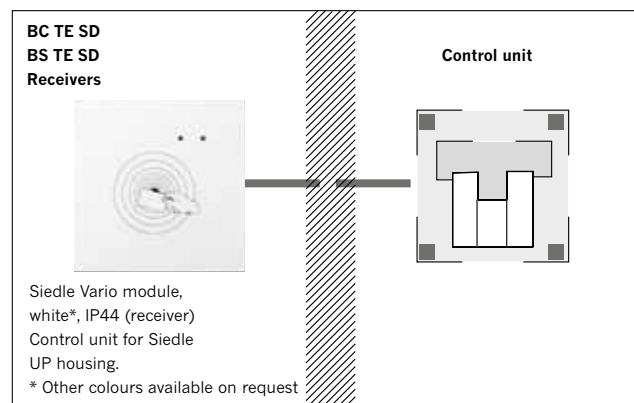 BC TE SD
BS TE SD
Receivers
Control unit
Siedle Vario module,
white*, IP44 (receiver)
Control unit for Siedle
UP housing.
* Other colours available on request